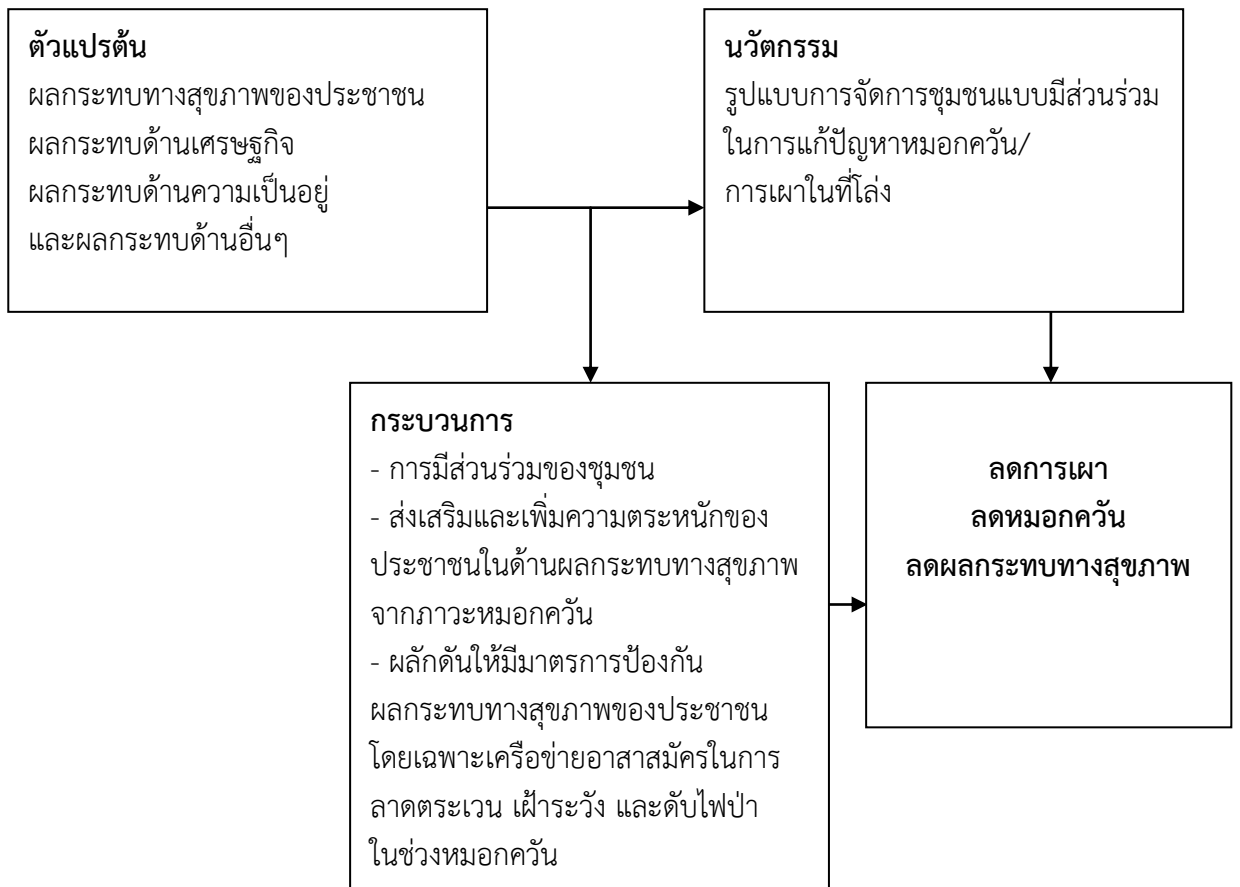 ตัวแปรต้น
ผลกระทบทางสุขภาพของประชาชน
ผลกระทบด้านเศรษฐกิจ
ผลกระทบด้านความเป็นอยู่
และผลกระทบด้านอื่นๆ
นวัตกรรม
รูปแบบการจัดการชุมชนแบบมีส่วนร่วม
ในการแก้ปัญหาหมอกควัน/
การเผาในที่โล่ง
กระบวนการ
- การมีส่วนร่วมของชุมชน
- ส่งเสริมและเพิ่มความตระหนักของ
ประชาชนในด้านผลกระทบทางสุขภาพ
จากภาวะหมอกควัน
- ผลักดันให้มีมาตรการป้องกัน
ผลกระทบทางสุขภาพของประชาชน
โดยเฉพาะเครือข่ายอาสาสมัครในการ
ลาดตระเวน เฝ้าระวัง และดับไฟป่า
ในช่วงหมอกควัน
ลดการเผา
ลดหมอกควัน
ลดผลกระทบทางสุขภาพ